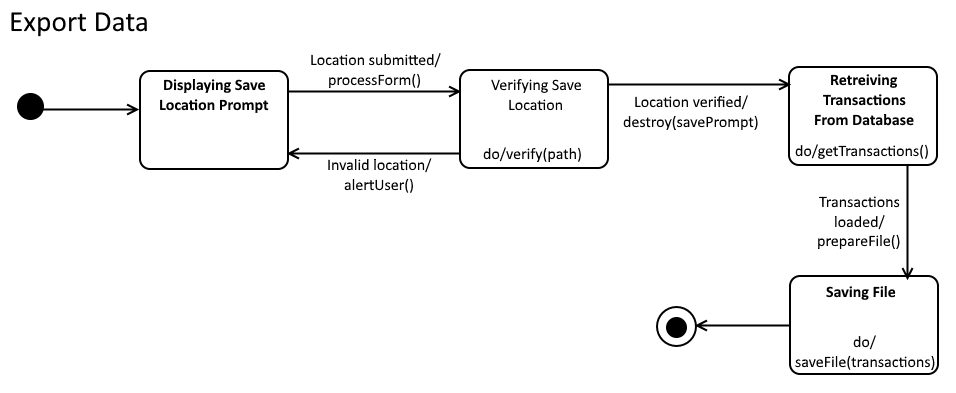 Export Data
Displaying Save
Location Prompt
Location submitted/
processForm()
Invalid location/
alertUser()
Verifying Save
Location
do/verify(path)
Location verified/
destroy(savePrompt)
Retreiving
Transactions
From Database
do/getTransactions()
Transactions
loaded/
prepareFile()
Saving File
do/
saveFile(transactions)